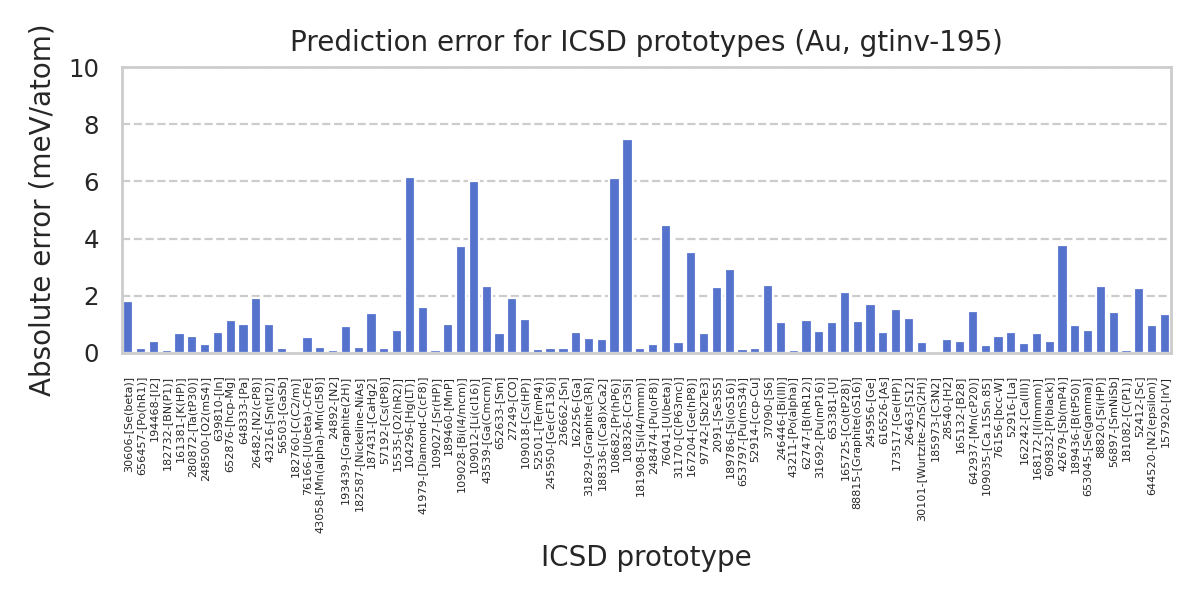 Prediction error for ICSD prototypes (Au, gtinv-195)
Absolute error (meV/atom)
10
8
6
4
2
0
30606-[Se(beta)]
656457-[Po(hR1)]
194468-[I2]
182732-[BN(P1)]
161381-[K(HP)]
280872-[Ta(tP30)]
248500-[O2(mS4)]
639810-[In]
652876-[hcp-Mg]
648333-[Pa]
26482-[N2(cP8)]
43216-[Sn(tI2)]
56503-[GaSb]
182760-[C(C2/m)]
76166-[U(beta)-CrFe]
43058-[Mn(alpha)-Mn(cI58)]
24892-[N2]
193439-[Graphite(2H)]
182587-[Nickeline-NiAs]
187431-[CaHg2]
57192-[Cs(tP8)]
15535-[O2(hR2)]
104296-[Hg(LT)]
41979-[Diamond-C(cF8)]
109027-[Sr(HP)]
189460-[MnP]
109028-[Bi(I4/mcm)]
109012-[Li(cI16)]
43539-[Ga(Cmcm)]
652633-[Sm]
27249-[CO]
109018-[Cs(HP)]
52501-[Te(mP4)]
245950-[Ge(cF136)]
236662-[Sn]
162256-[Ga]
31829-[Graphite(3R)]
188336-[(Ca8)xCa2]
108682-[Pr(hP6)]
108326-[Cr3Si]
181908-[Si(I4/mmm)]
248474-[Pu(oF8)]
76041-[U(beta)]
31170-[C(P63mc)]
167204-[Ge(hP8)]
97742-[Sb2Te3]
2091-[Se3S5]
189786-[Si(oS16)]
653797-[Pu(mS34)]
52914-[ccp-Cu]
37090-[S6]
246446-[Bi(III)]
43211-[Po(alpha)]
62747-[B(hR12)]
31692-[Pu(mP16)]
653381-[U]
165725-[Co(tP28)]
88815-[Graphite(oS16)]
245956-[Ge]
616526-[As]
173517-[Ge(HP)]
26463-[S12]
30101-[Wurtzite-ZnS(2H)]
185973-[C3N2]
28540-[H2]
165132-[B28]
642937-[Mn(cP20)]
109035-[Ca.15Sn.85]
76156-[bcc-W]
52916-[La]
162242-[Ca(III)]
168172-[I(Immm)]
609832-[P(black)]
42679-[Sb(mP4)]
189436-[B(tP50)]
653045-[Se(gamma)]
88820-[Si(HP)]
56897-[SmNiSb]
181082-[C(P1)]
52412-[Sc]
644520-[N2(epsilon)]
157920-[IrV]
ICSD prototype